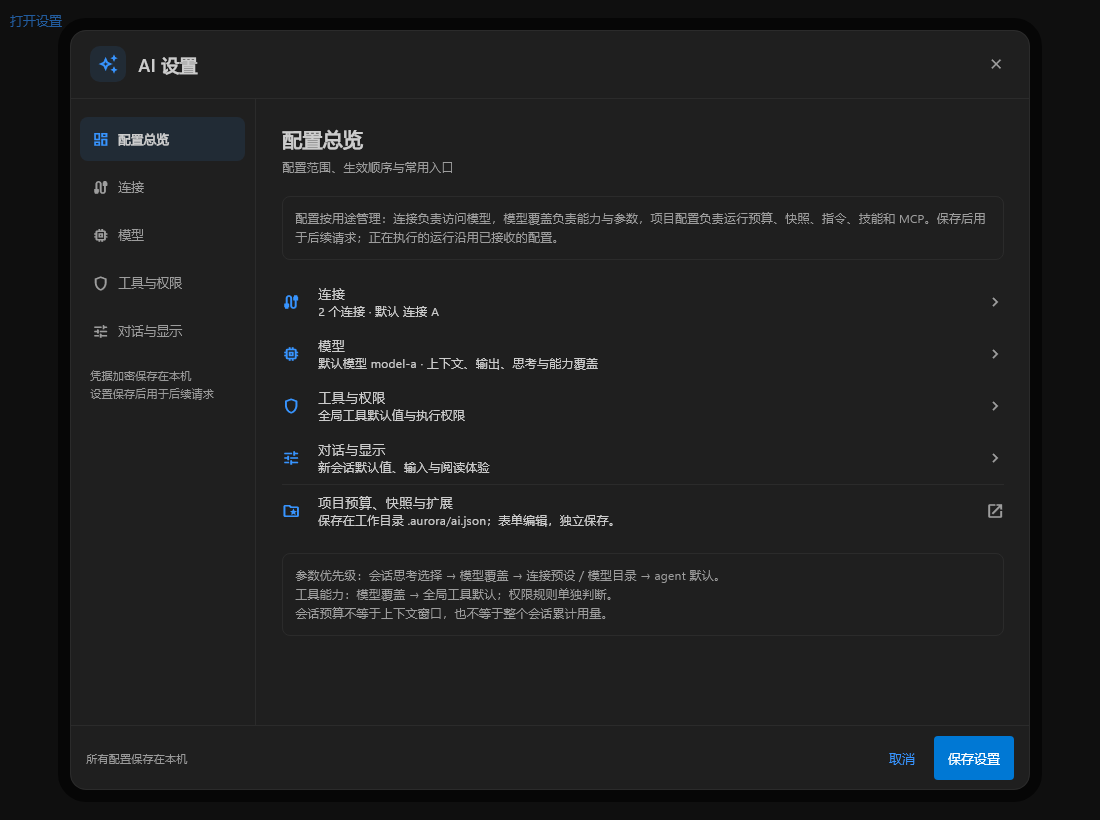 打开设置
AI 设置
配置总览
连接
模型
工具与权限
对话与显示
凭据加密保存在本机
设置保存后用于后续请求
配置总览
配置范围、生效顺序与常用入口
配置按用途管理：连接负责访问模型，模型覆盖负责能力与参数，项目配置负责运行预算、快照、指令、技能和 MCP。保存后用
于后续请求；正在执行的运行沿用已接收的配置。
连接
2 个连接 · 默认 连接 A
模型
默认模型 model-a · 上下文、输出、思考与能力覆盖
工具与权限
全局工具默认值与执行权限
对话与显示
新会话默认值、输入与阅读体验
项目预算、快照与扩展
保存在工作目录 .aurora/ai.json；表单编辑，独立保存。
参数优先级：会话思考选择 → 模型覆盖 → 连接预设 / 模型目录 → agent 默认。
工具能力：模型覆盖 → 全局工具默认；权限规则单独判断。
会话预算不等于上下文窗口，也不等于整个会话累计用量。
所有配置保存在本机
取消
保存设置